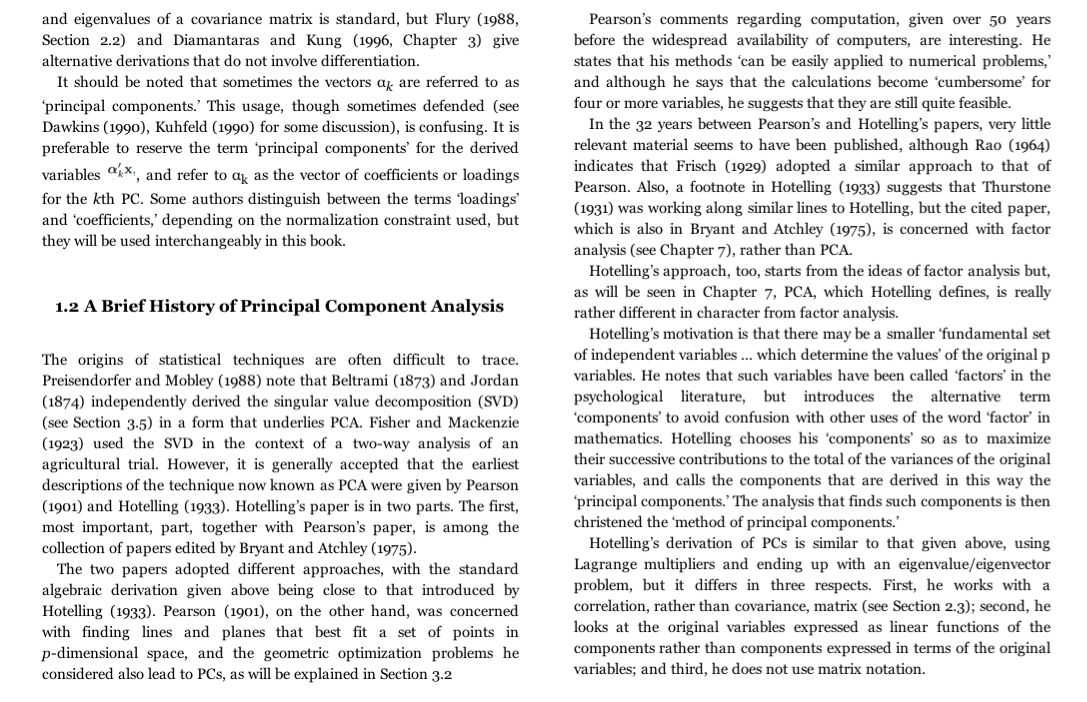 and eigenvalues of a covariance matrix is standard, but Flury (1988,
Section 2.2) and Diamantaras and Kung (1996, Chapter 3) give
alternative derivations that do not involve differentiation.
It should be noted that sometimes the vectors αk are referred to as
‘principal components.’ This usage, though sometimes defended (see
Dawkins (1990), Kuhfeld (1990) for some discussion), is confusing. It is
preferable to reserve the term ‘principal components’ for the derived
variables α′kx,, and refer to αk as the vector of coefficients or loadings
for the kth PC. Some authors distinguish between the terms ‘loadings’
and ‘coefficients,’ depending on the normalization constraint used, but
they will be used interchangeably in this book.
1.2 A Brief History of Principal Component Analysis
The origins of statistical techniques are often difficult to trace.
Preisendorfer and Mobley (1988) note that Beltrami (1873) and Jordan
(1874) independently derived the singular value decomposition (SVD)
(see Section 3.5) in a form that underlies PCA. Fisher and Mackenzie
(1923) used the SVD in the context of a two-way analysis of an
agricultural trial. However, it is generally accepted that the earliest
descriptions of the technique now known as PCA were given by Pearson
(1901) and Hotelling (1933). Hotelling’s paper is in two parts. The first,
most important, part, together with Pearson’s paper, is among the
collection of papers edited by Bryant and Atchley (1975).
The two papers adopted different approaches, with the standard
algebraic derivation given above being close to that introduced by
Hotelling (1933). Pearson (1901), on the other hand, was concerned
with finding lines and planes that best fit a set of points in
p-dimensional space, and the geometric optimization problems he
considered also lead to PCs, as will be explained in Section 3.2
Pearson’s comments regarding computation, given over 50 years
before the widespread availability of computers, are interesting. He
states that his methods ‘can be easily applied to numerical problems,’
and although he says that the calculations become ‘cumbersome’ for
four or more variables, he suggests that they are still quite feasible.
In the 32 years between Pearson’s and Hotelling’s papers, very little
relevant material seems to have been published, although Rao (1964)
indicates that Frisch (1929) adopted a similar approach to that of
Pearson. Also, a footnote in Hotelling (1933) suggests that Thurstone
(1931) was working along similar lines to Hotelling, but the cited paper,
which is also in Bryant and Atchley (1975), is concerned with factor
analysis (see Chapter 7), rather than PCA.
Hotelling’s approach, too, starts from the ideas of factor analysis but,
as will be seen in Chapter 7, PCA, which Hotelling defines, is really
rather different in character from factor analysis.
Hotelling’s motivation is that there may be a smaller ‘fundamental set
of independent variables ... which determine the values’ of the original p
variables. He notes that such variables have been called ‘factors’ in the
psychological literature, but introduces the alternative term
‘components’ to avoid confusion with other uses of the word ‘factor’ in
mathematics. Hotelling chooses his ‘components’ so as to maximize
their successive contributions to the total of the variances of the original
variables, and calls the components that are derived in this way the
‘principal components.’ The analysis that finds such components is then
christened the ‘method of principal components.’
Hotelling’s derivation of PCs is similar to that given above, using
Lagrange multipliers and ending up with an eigenvalue/eigenvector
problem, but it differs in three respects. First, he works with a
correlation, rather than covariance, matrix (see Section 2.3); second, he
looks at the original variables expressed as linear functions of the
components rather than components expressed in terms of the original
variables; and third, he does not use matrix notation.